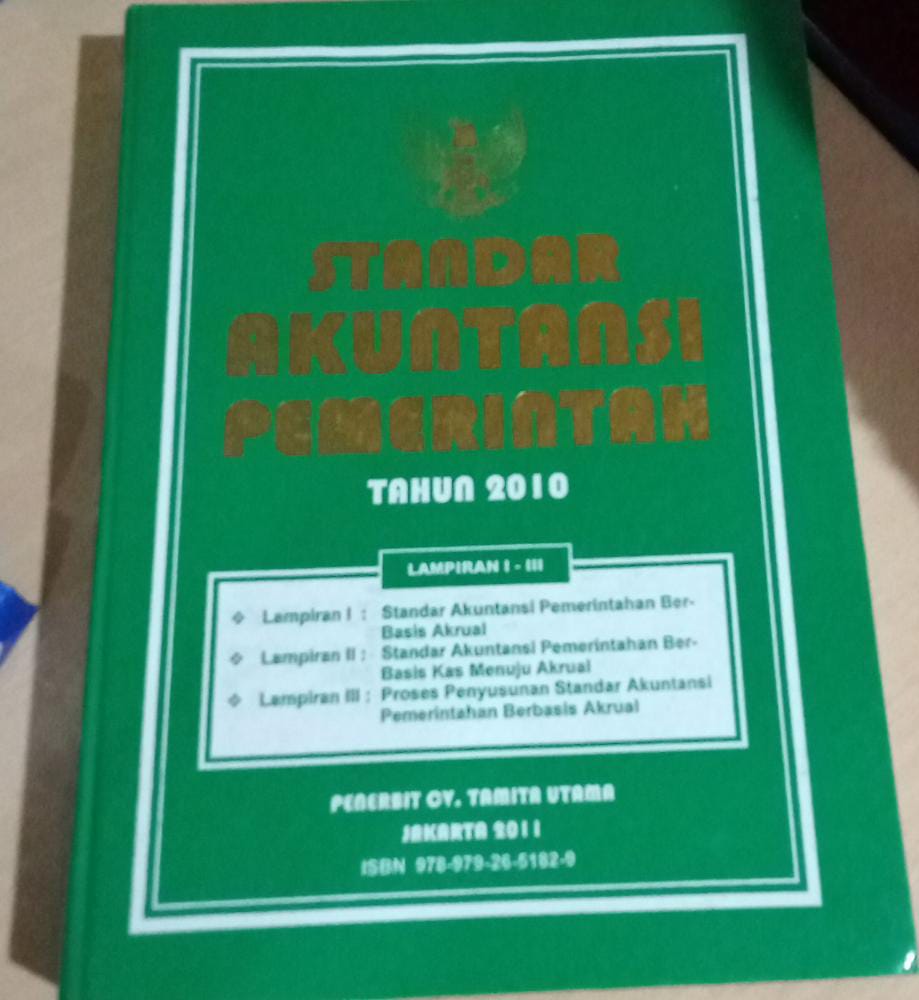 STANDAR
AKUNTANSI
PEMERINTAH
TAHUN 2010
LAMPIRAN I - III
❖ Lampiran I : Standar Akuntansi Pemerintahan Ber-
Basis Akrual
❖ Lampiran II : Standar Akuntansi Pemerintahan Ber-
Basis Kas Menuju Akrual
❖ Lampiran III : Proses Penyusunan Standar Akuntansi
Pemerintahan Berbasis Akrual
PENERBIT CV. TAMITA UTAMA
JAKARTA 2011
ISBN 978-979-26-5182-9